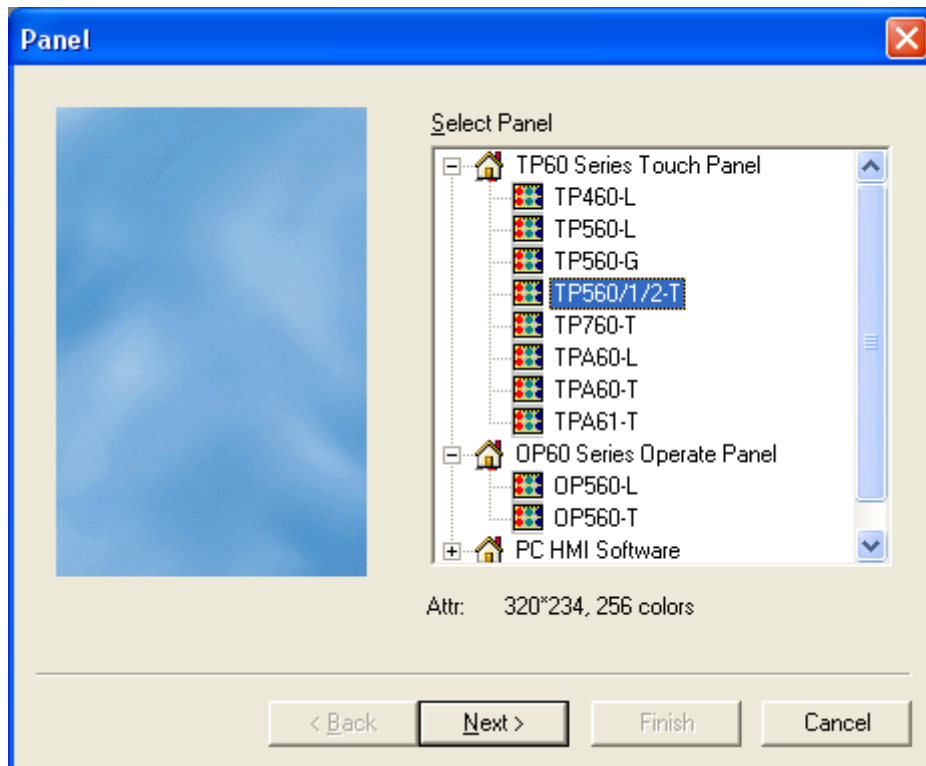 Panel
Select Panel
TP60 Series Touch Panel
TP460-L
TP560-L
TP560-G
TP560/1/2-T
TP760-T
TPA60-L
TPA60-T
TPA61-T
OP60 Series Operate Panel
OP560-L
OP560-T
PC HMI Software
Attr: 320*234, 256 colors
< Back Next > Finish Cancel